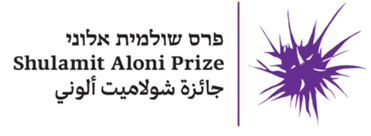 פרס שולמית אלוני
Shulamit Aloni Prize
جائزة شولاميت ألوني